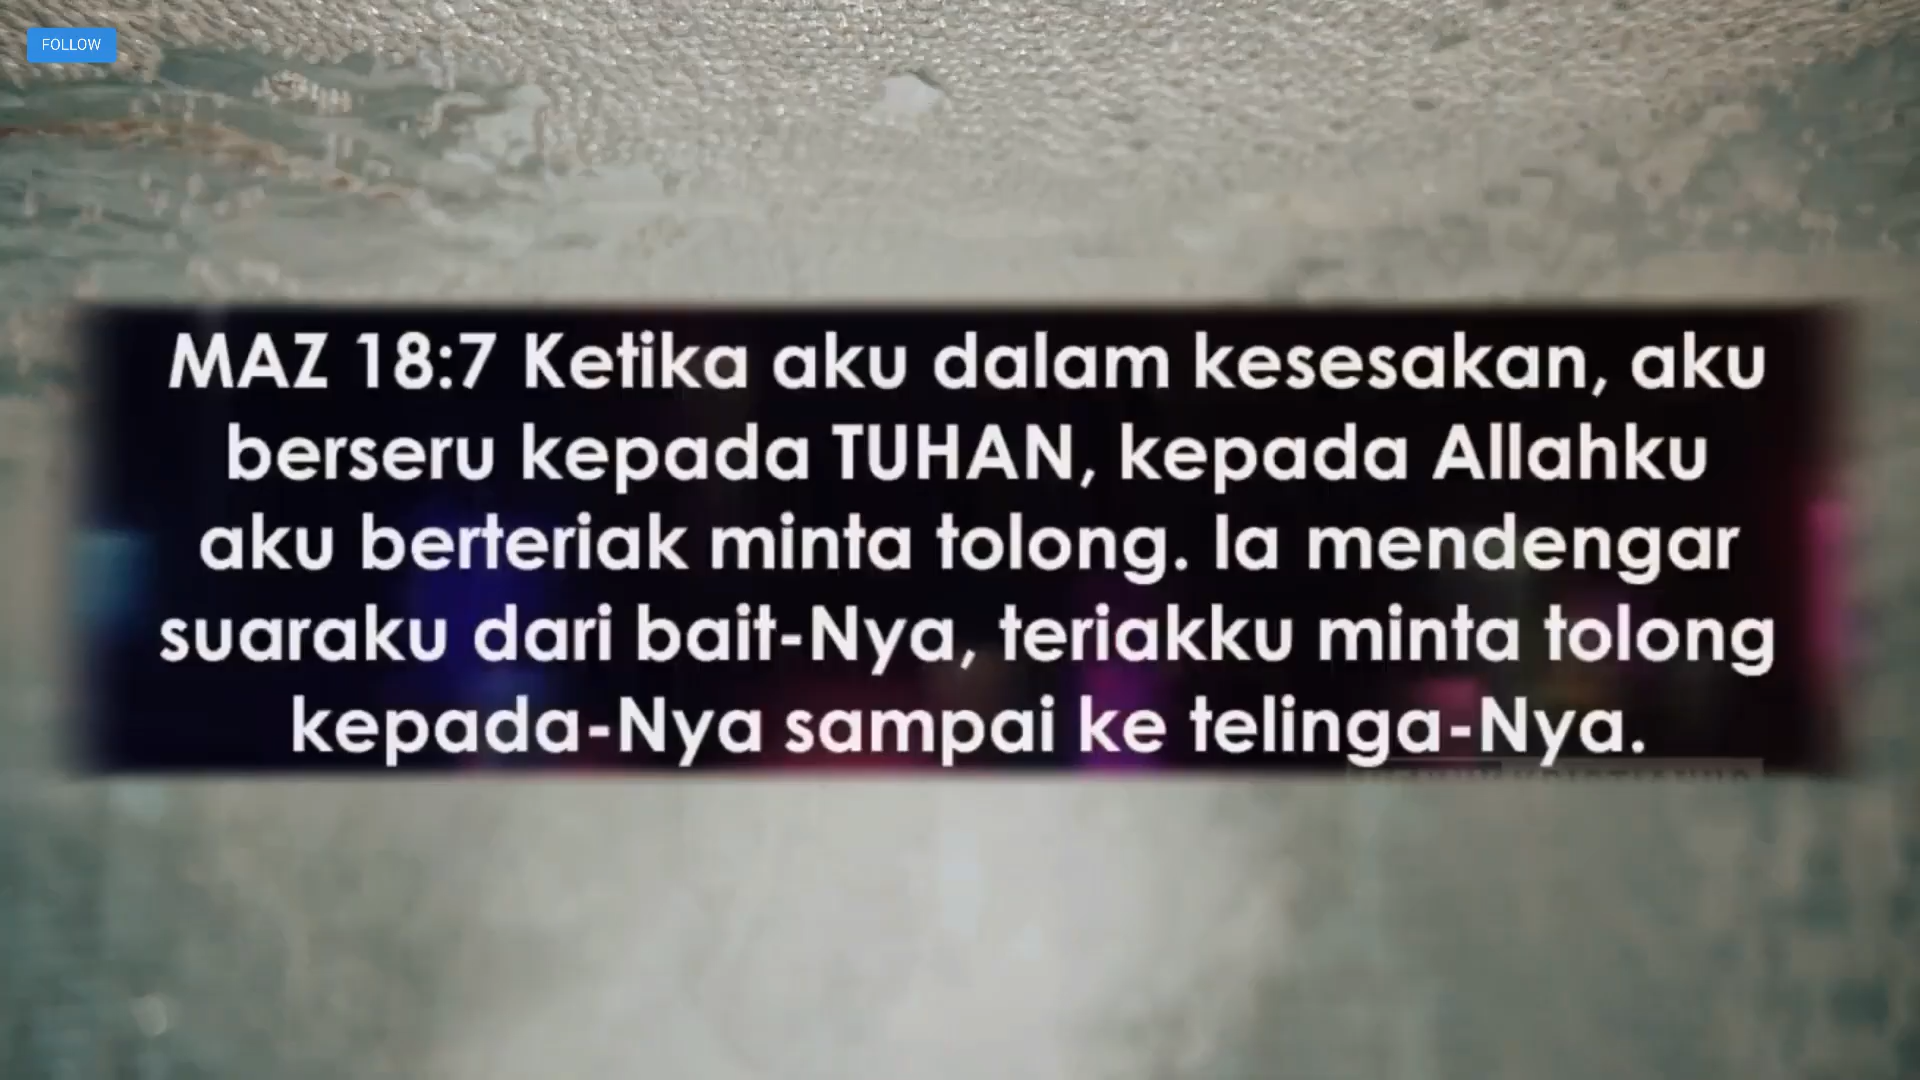 FOLLOW
MAZ 18:7 Ketika aku dalam kesesakan, aku
berseru kepada TUHAN, kepada Allahku
aku berteriak minta tolong. Ia mendengar
suaraku dari bait-Nya, teriakku minta tolong
kepada-Nya sampai ke telinga-Nya.